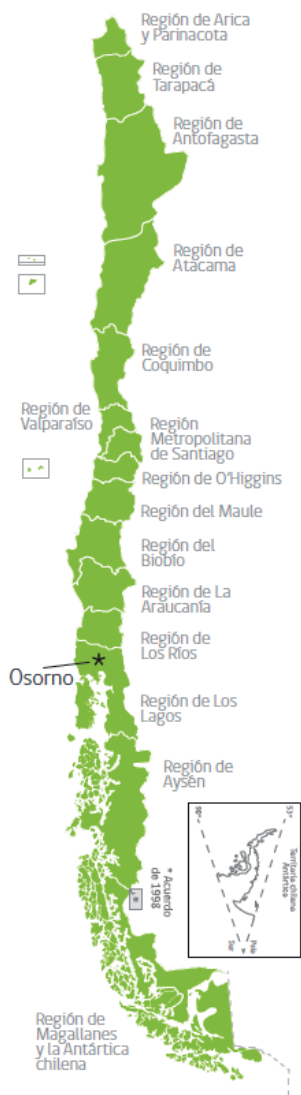 Región de Arica
y Parinacota
Región de
Tarapacá
Región de
Antofagasta
Región de
Atacama
Región de
Coquimbo
Región de
Valparaíso
Región
Metropolitana
de Santiago
Región de O'Higgins
Región del Maule
Región del
Biobío
Región de La
Araucanía
Región de
Los Ríos
*
Osorno
Región de Los
Lagos
Región de
Aysén
90°
53°
Territorio chileno
Antártica
Polo
Sur
* Acuerdo
de 1998
Región de
Magallanes
y la Antártica
chilena